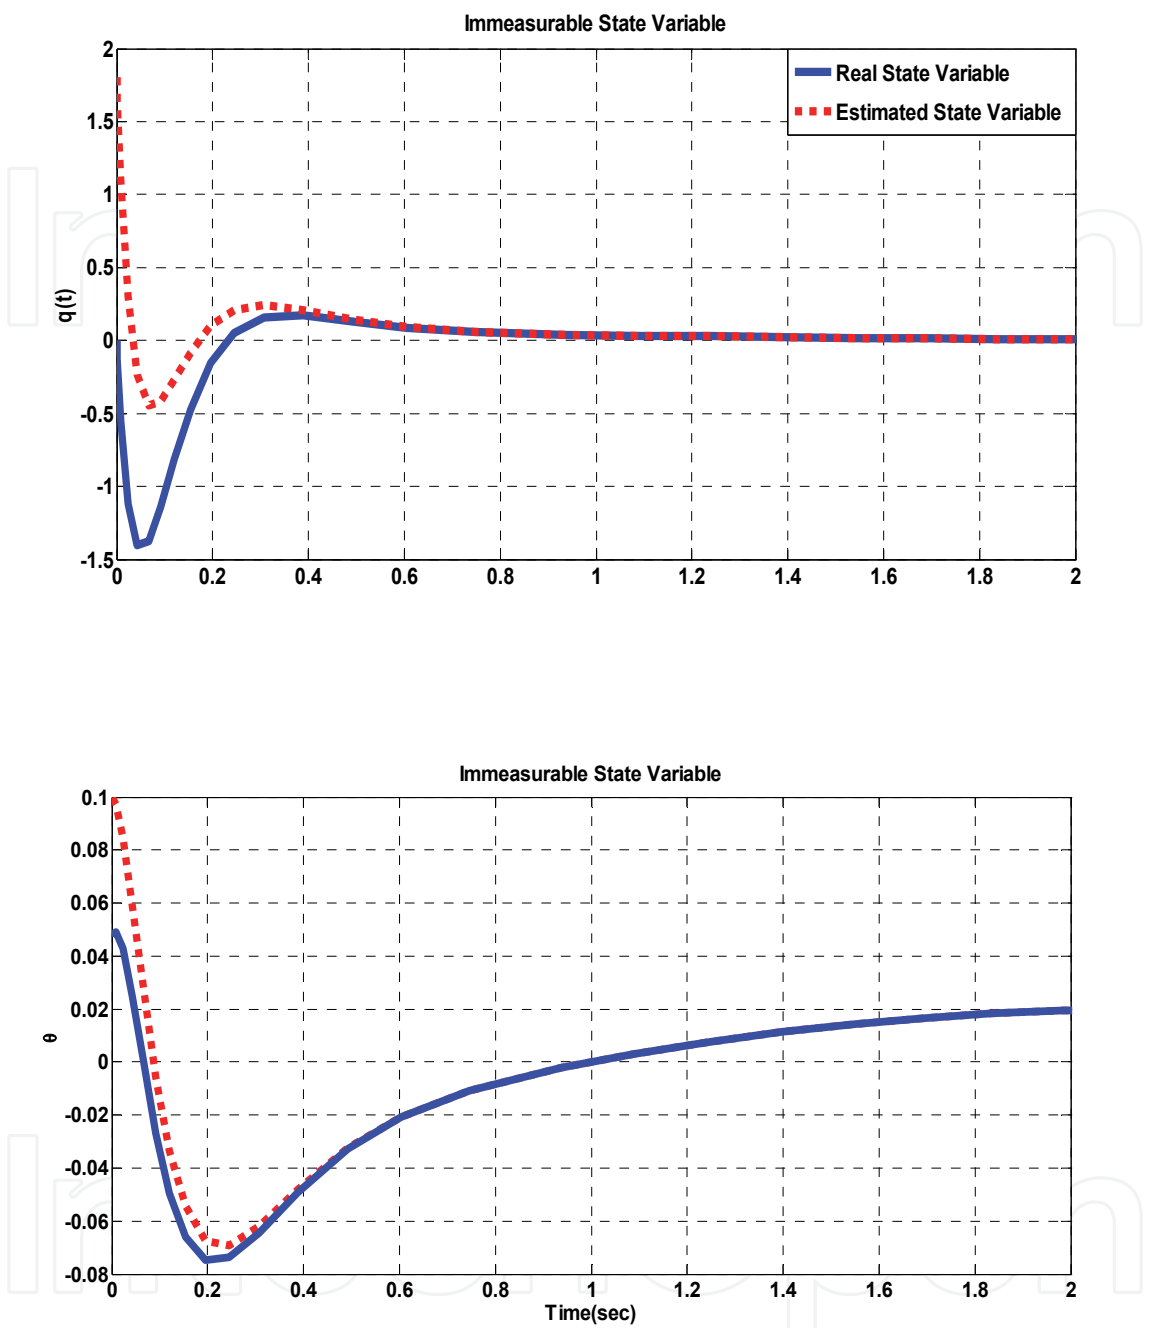 Immeasurable State Variable
Real State Variable
Estimated State Variable
2
1.5
1
0.5
0
-0.5
-1
-1.5
q(t)
0 0.2 0.4 0.6 0.8 1 1.2 1.4 1.6 1.8 2
Immeasurable State Variable
0.1
0.08
0.06
0.04
0.02
0
-0.02
-0.04
-0.06
-0.08
θ
0 0.2 0.4 0.6 0.8 1 1.2 1.4 1.6 1.8 2
Time(sec)